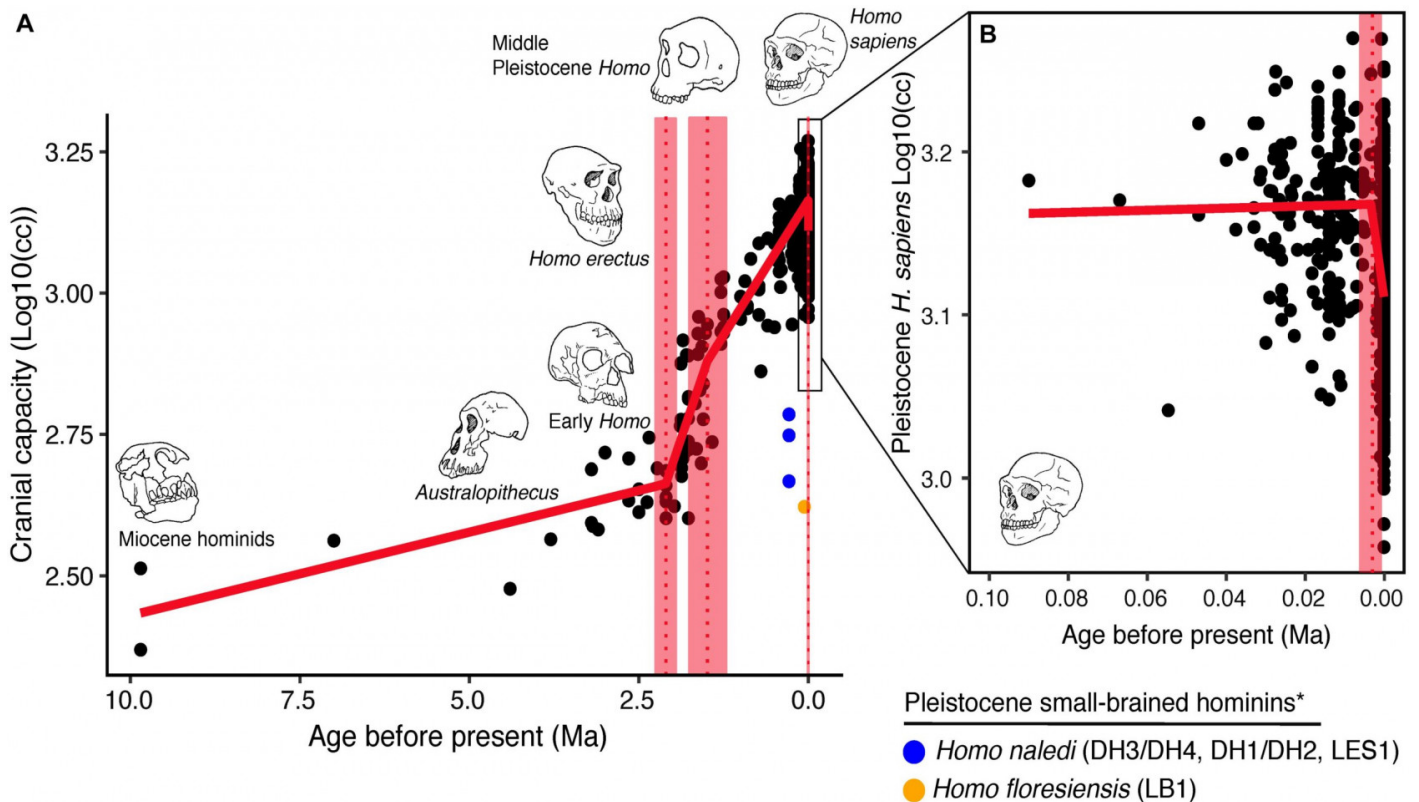 A
Middle
Pleistocene Homo
Homo
sapiens
Homo erectus
Early Homo
Australopithecus
Miocene hominids
Cranial capacity (Log10(cc))
3.25
3.00
2.75
2.50
10.0
7.5
5.0
2.5
0.0
Age before present (Ma)
B
Pleistocene H. sapiens Log10(cc)
3.2
3.1
3.0
0.10
0.08
0.06
0.04
0.02
0.00
Age before present (Ma)
Pleistocene small-brained hominins*
Homo naledi (DH3/DH4, DH1/DH2, LES1)
Homo floresiensis (LB1)